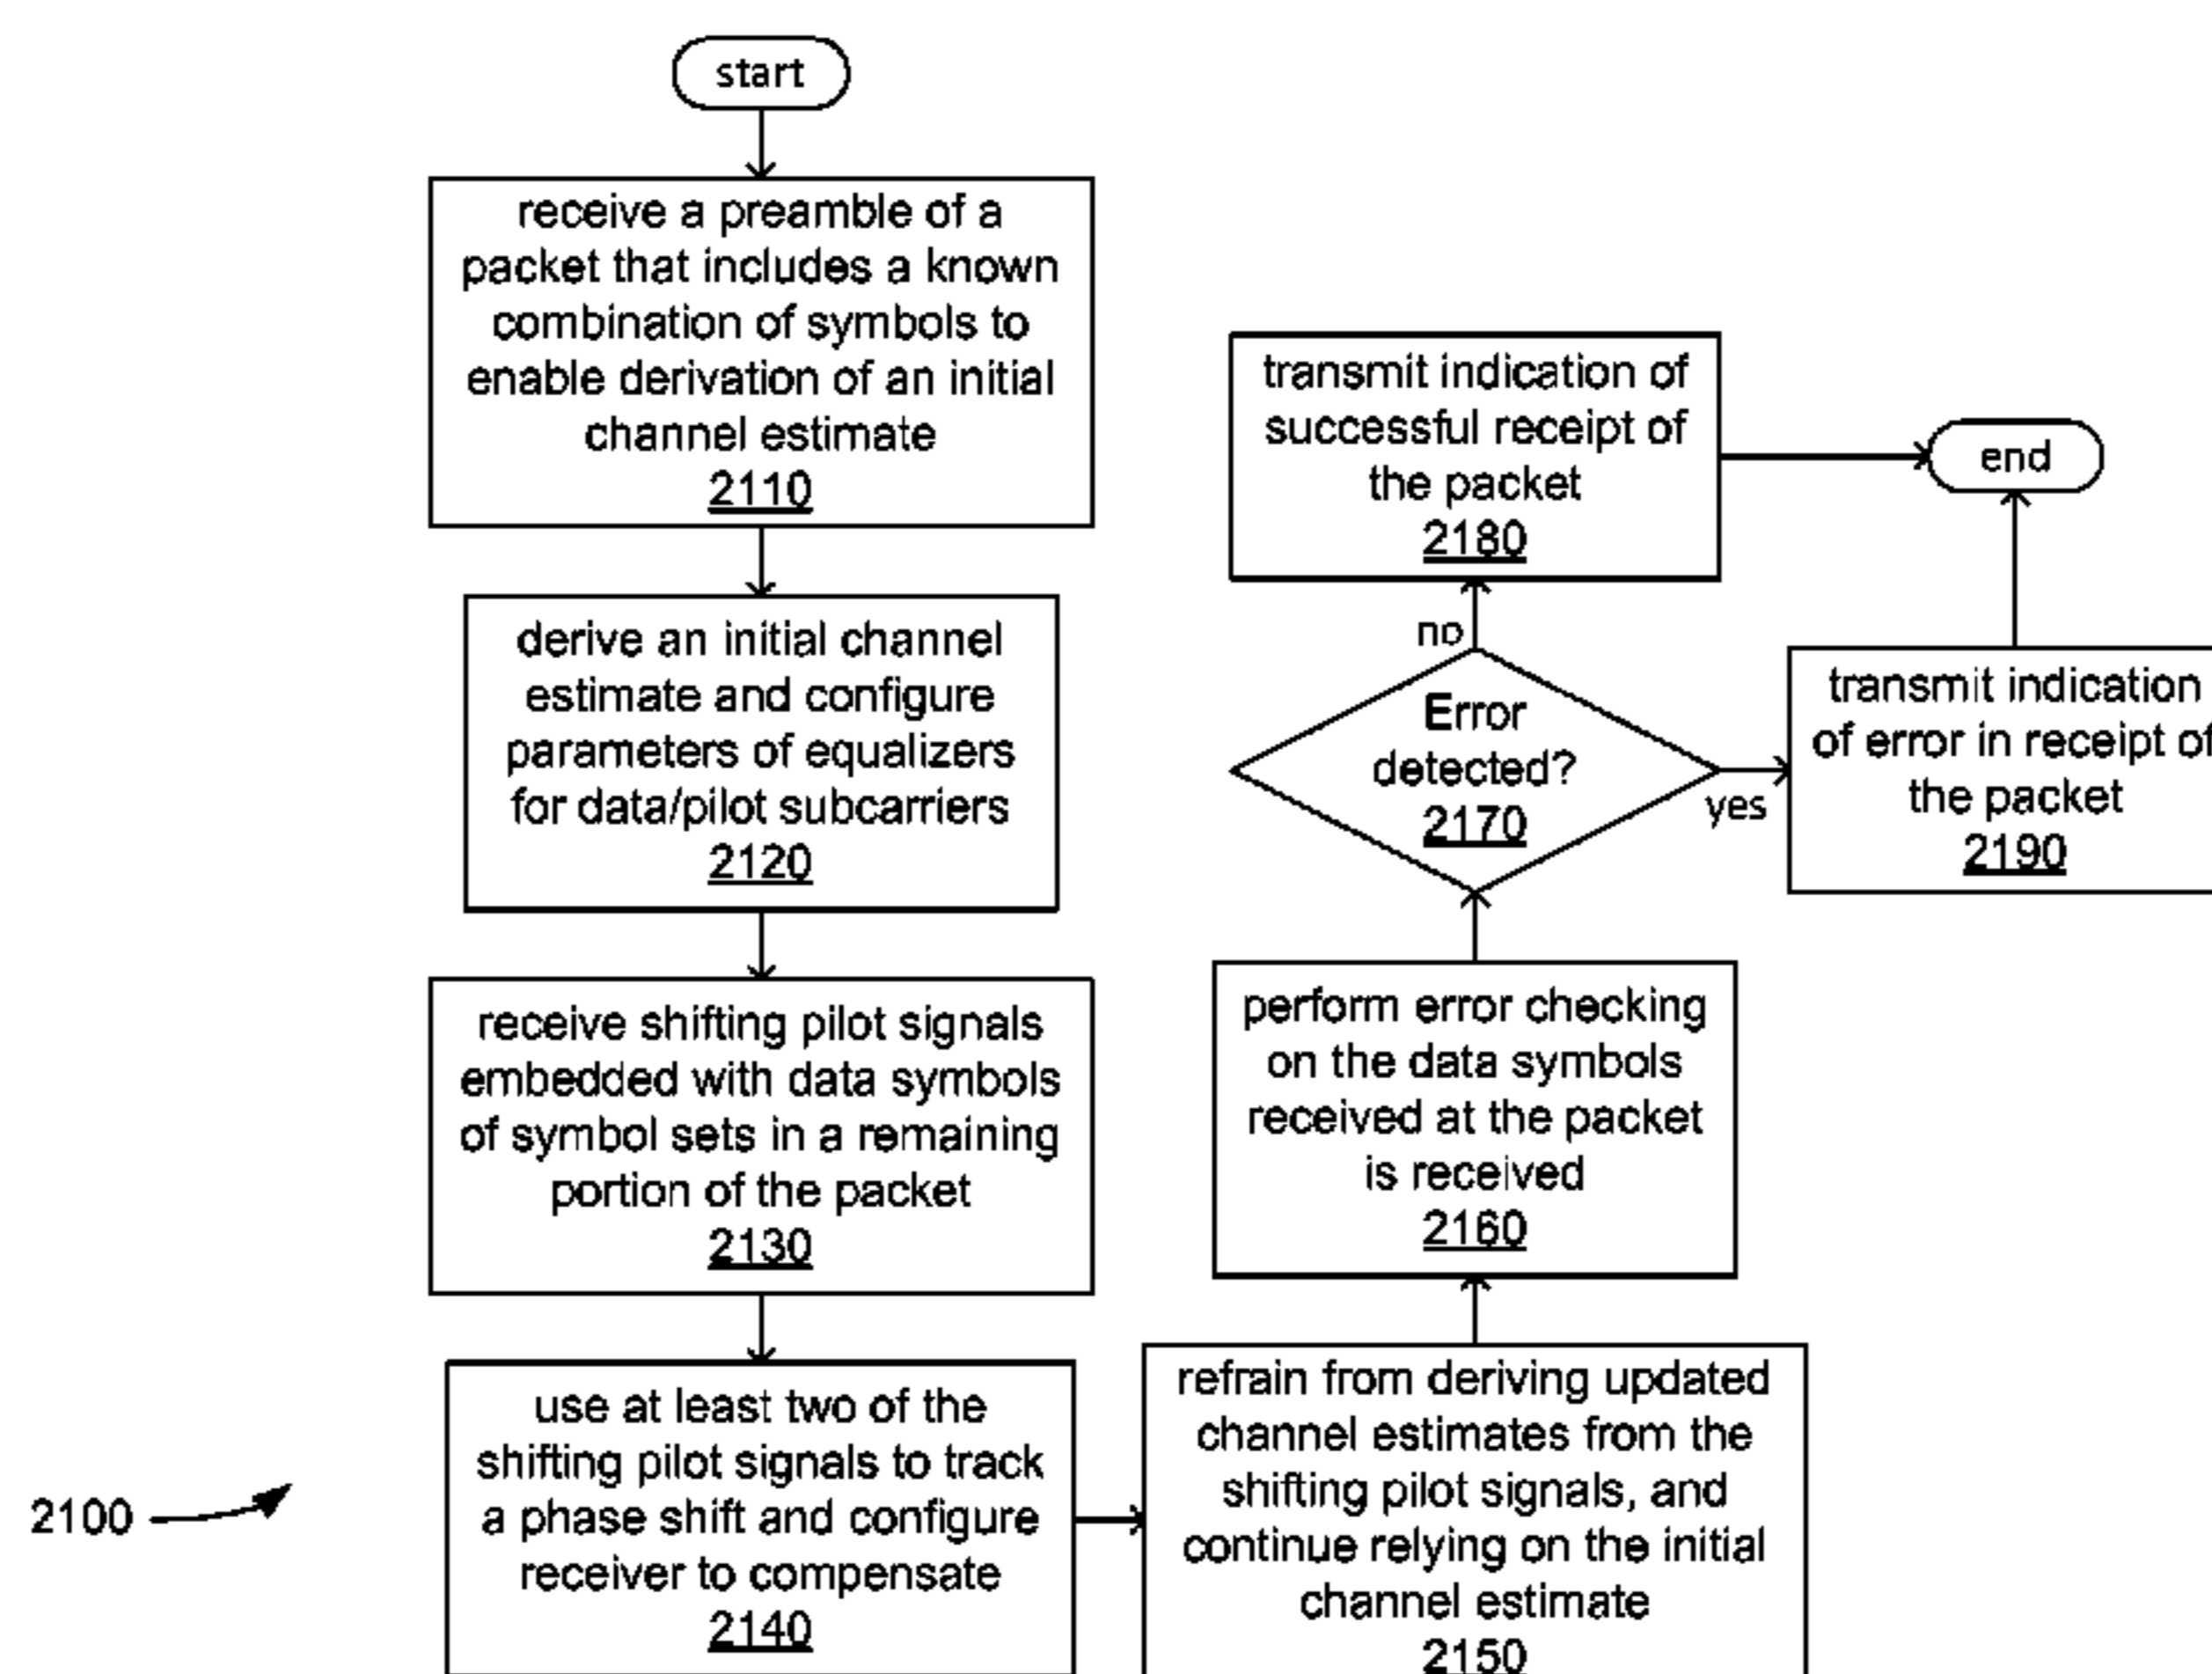 start
receive a preamble of a
packet that includes a known
combination of symbols to
enable derivation of an initial
channel estimate
2110
derive an initial channel
estimate and configure
parameters of equalizers
for data/pilot subcarriers
2120
receive shifting pilot signals
embedded with data symbols
of symbol sets in a remaining
portion of the packet
2130
use at least two of the
shifting pilot signals to track
a phase shift and configure
receiver to compensate
2140
refrain from deriving updated
channel estimates from the
shifting pilot signals, and
continue relying on the initial
channel estimate
2150
perform error checking
on the data symbols
received at the packet
is received
2160
Error
detected?
2170
no
yes
transmit indication of
successful receipt of
the packet
2180
transmit indication
of error in receipt of
the packet
2190
end
2100